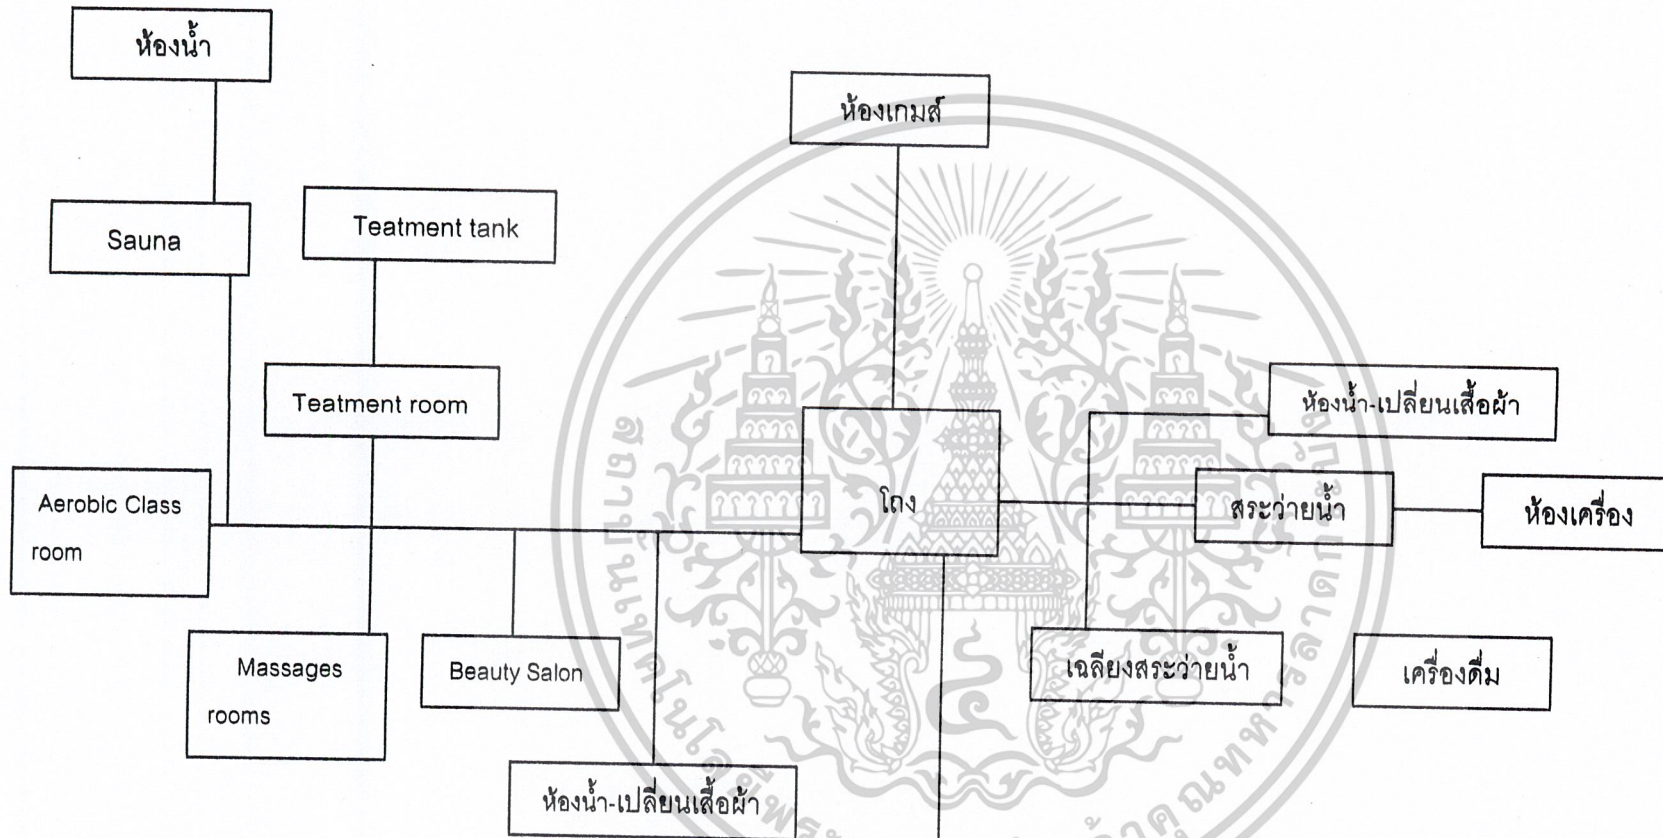 ห้องน้ำ
ห้องเกมส์
Sauna
Teatment tank
Teatment room
ห้องน้ำ-เปลี่ยนเสื้อผ้า
Aerobic Class
room
โถง
สระว่ายน้ำ
ห้องเครื่อง
Massages
rooms
Beauty Salon
เฉลียงสระว่ายน้ำ
เครื่องดื่ม
ห้องน้ำ-เปลี่ยนเสื้อผ้า